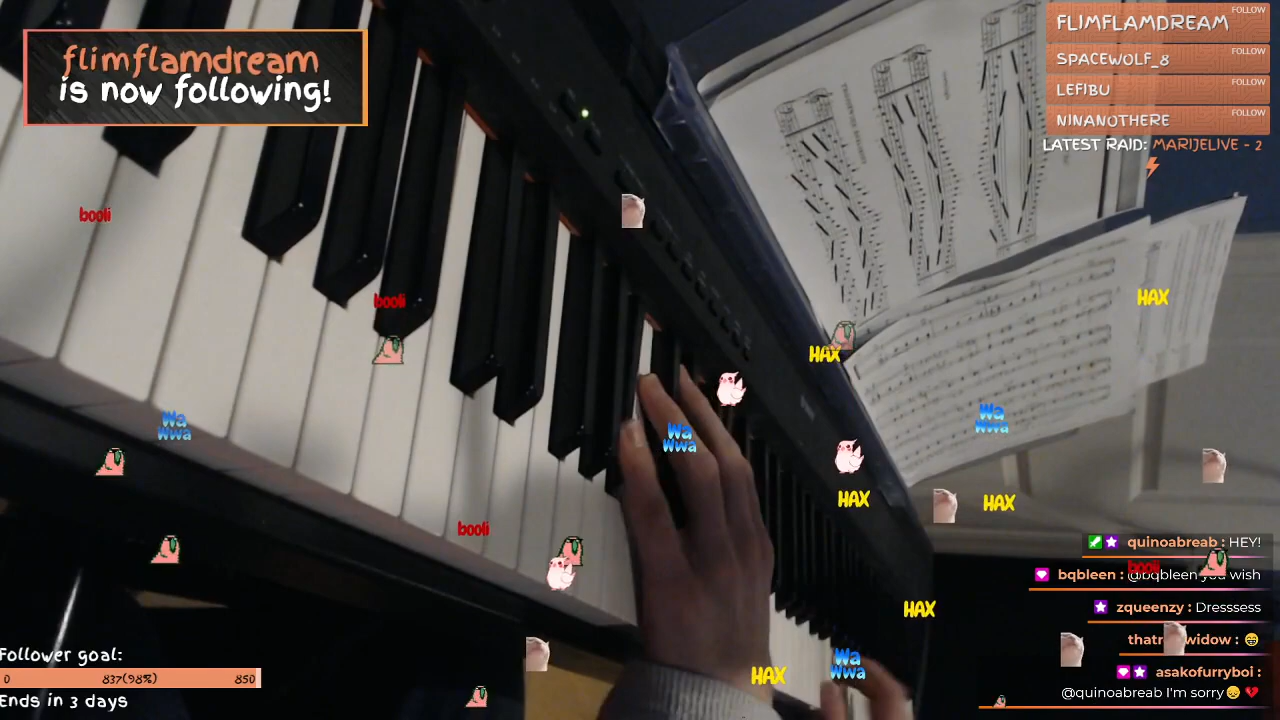 flimflamdream
is now following!
FLIMFLAMDREAM FOLLOW
SPACEWOLF_8 FOLLOW
LEFIBU FOLLOW
NINANOTHERE FOLLOW
LATEST RAID: MARIJELIVE - 2
booli
booli
HAX
HAX
Wa
Wwa
Wa
Wwa
Wa
Wwa
HAX
HAX
booli
quinoabreab : HEY!
booli
bqbleen : @bqbleen you wish
HAX
zqueenzy : Dresssess
widow :
Wa
Wwa
HAX
asakofurryboi :
@quinoabreab I'm sorry😞 💔
Follower goal:
0 837(98%) 850
Ends in 3 days